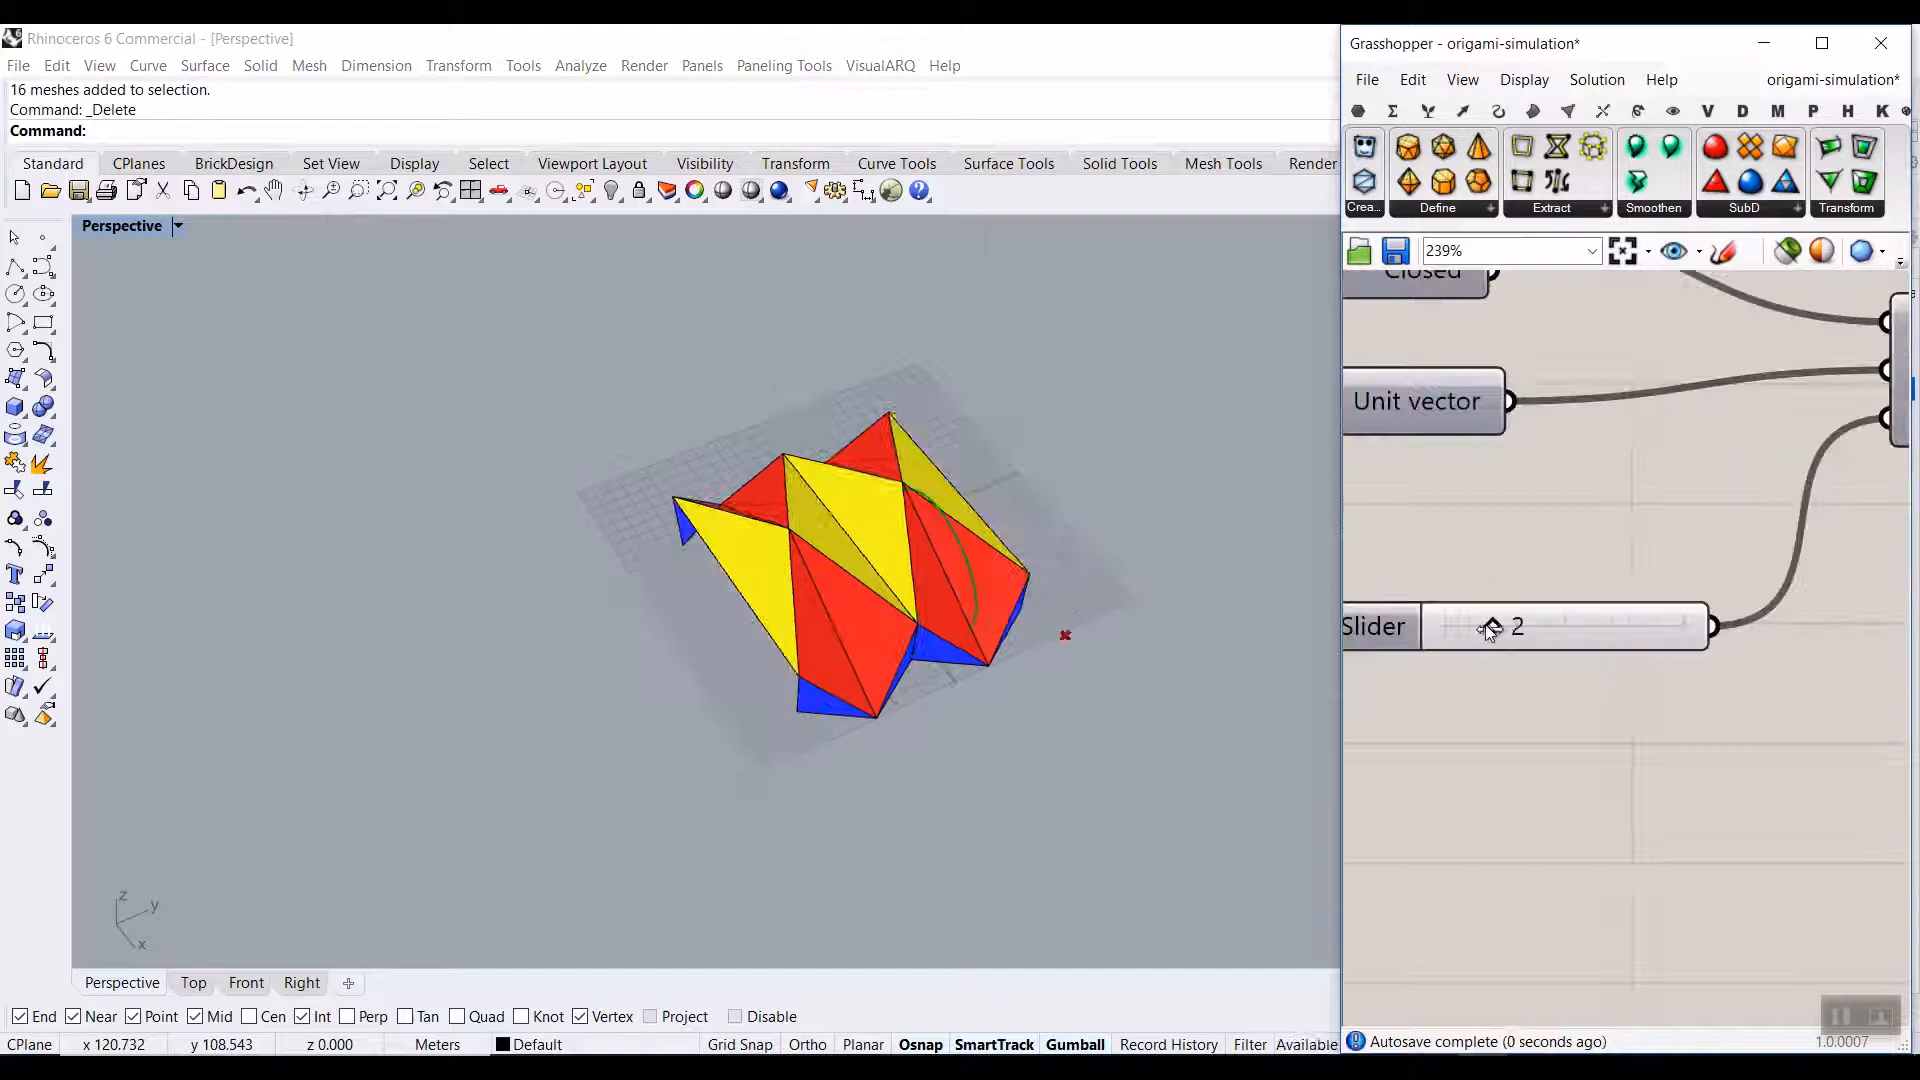 Rhinoceros 6 Commercial - [Perspective]
File Edit View Curve Surface Solid Mesh Dimension Transform Tools Analyze Render Panels Paneling Tools VisualARQ Help
16 meshes added to selection.
Command: _Delete
Command:
Standard CPlanes BrickDesign Set View Display Select Viewport Layout Visibility Transform Curve Tools Surface Tools Solid Tools Mesh Tools Render
Perspective
z
y
x
Perspective Top Front Right
End Near Point Mid Cen Int Perp Tan Quad Knot Vertex Project Disable
CPlane x 120.732 y 108.543 z 0.000 Meters Default Grid Snap Ortho Planar Osnap SmartTrack Gumball Record History Filter Available
Grasshopper - origami-simulation*
File Edit View Display Solution Help origami-simulation*
V D M P H K
Crea... Define Extract Smoothen SubD Transform
239%
Closed
Unit vector
Slider 2
Autosave complete (0 seconds ago) 1.0.0007